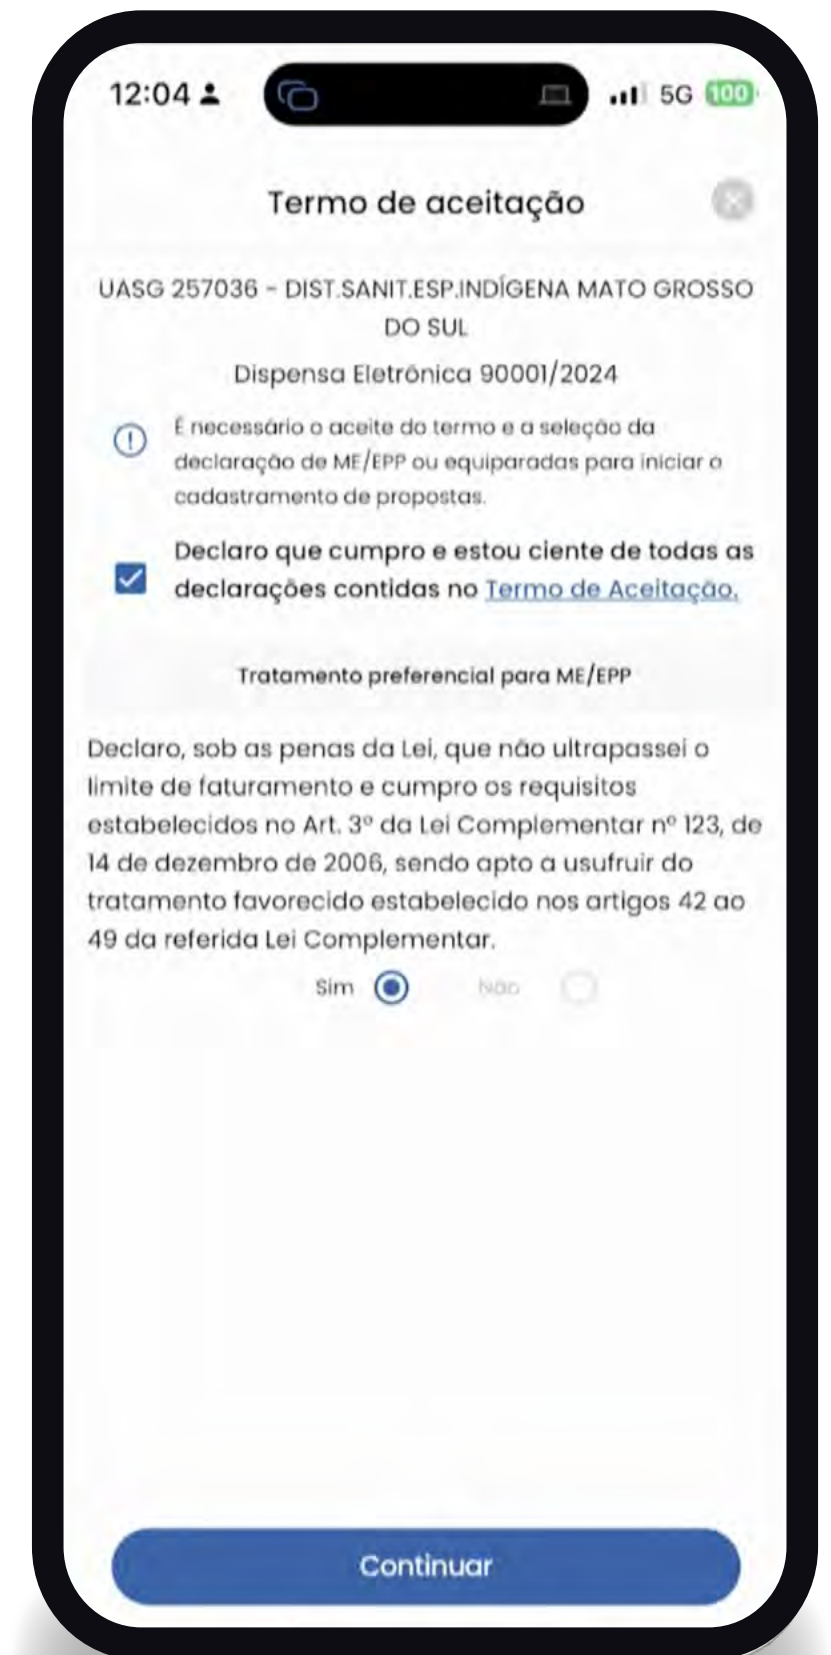 12:04
5G 100
Termo de aceitação
UASG 257036 - DIST.SANIT.ESP.INDÍGENA MATO GROSSO
DO SUL
Dispensa Eletrônica 90001/2024
É necessário o aceite do termo e a seleção da
declaração de ME/EPP ou equiparadas para iniciar o
cadastramento de propostas.
Declaro que cumpro e estou ciente de todas as
declarações contidas no Termo de Aceitação.
Tratamento preferencial para ME/EPP
Declaro, sob as penas da Lei, que não ultrapassei o
limite de faturamento e cumpro os requisitos
estabelecidos no Art. 3º da Lei Complementar nº 123, de
14 de dezembro de 2006, sendo apto a usufruir do
tratamento favorecido estabelecido nos artigos 42 ao
49 da referida Lei Complementar.
Sim Não
Continuar